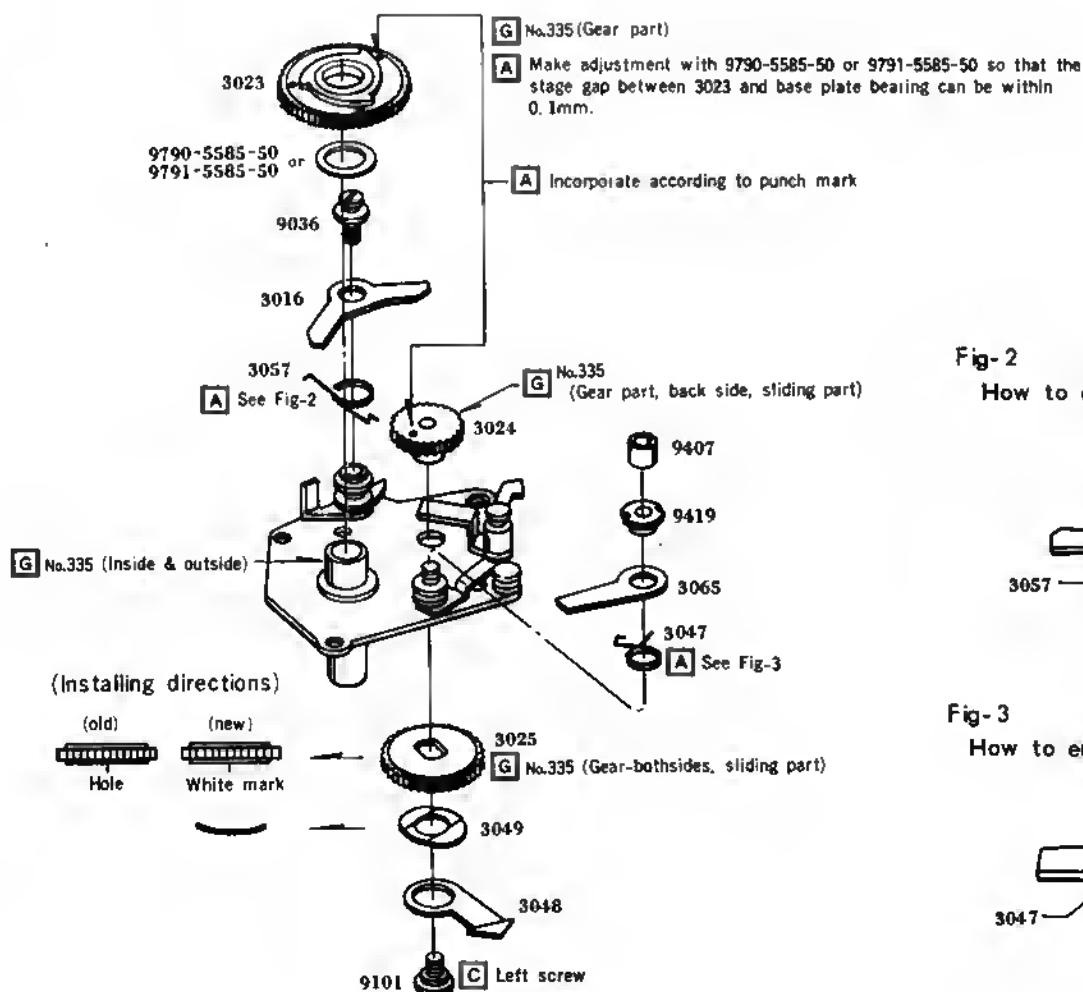 G No.335 (Gear part)
A Make adjustment with 9790-5585-50 or 9791-5585-50 so that the
stage gap between 3023 and base plate bearing can be within
0.1mm.
3023
9790-5585-50
or
9791-5585-50
A Incorporate according to punch mark
9036
3016
3057
A See Fig-2
G No.335
(Gear part, back side, sliding part)
3024
9407
9419
G No.335 (Inside & outside)
3065
3047
A See Fig-3
Fig-2
How to
3057
(Installing directions)
(old)
(new)
Hole
White mark
3025
G No.335 (Gear-bothsides, sliding part)
3049
3048
9101
C Left screw
Fig-3
How to
3047